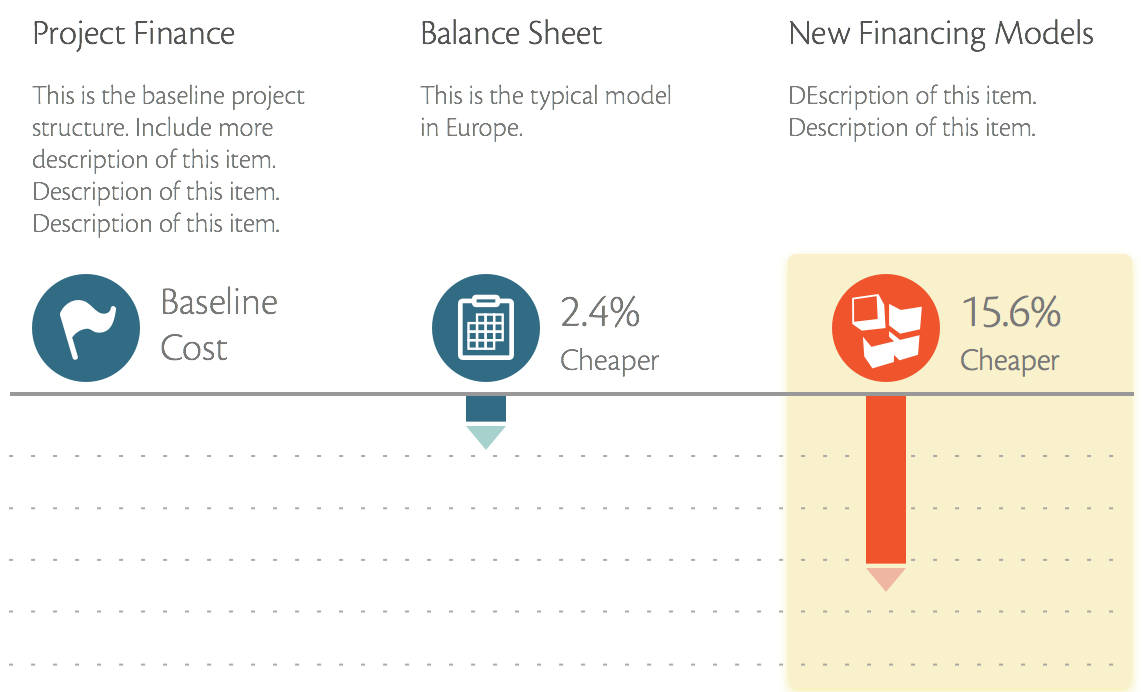 Project Finance
This is the baseline project
structure. Include more
description of this item.
Description of this item.
Description of this item.
Baseline
Cost
Balance Sheet
This is the typical model
in Europe.
2.4%
Cheaper
New Financing Models
DEscription of this item.
Description of this item.
15.6%
Cheaper